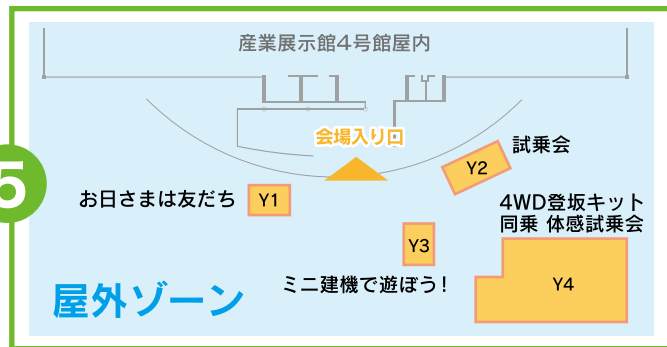 産業展示館4号館屋内
会場入り口
試乗会
Y2
お日さまは友だち
Y1
4WD登坂キット
同乗 体感試乗会
Y3
Y4
ミニ建機で遊ぼう!
屋外ゾーン
5